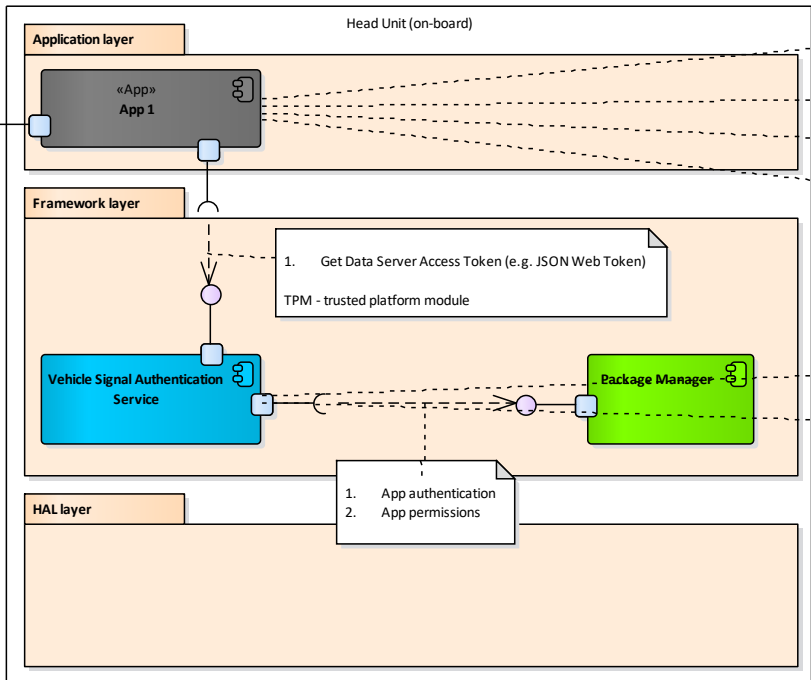 Head Unit (on-board)
Application layer
«App»
App 1
Framework layer
1. Get Data Server Access Token (e.g. JSON Web Token)
TPM - trusted platform module
Vehicle Signal Authentication
Service
Package Manager
1. App authentication
2. App permissions
HAL layer